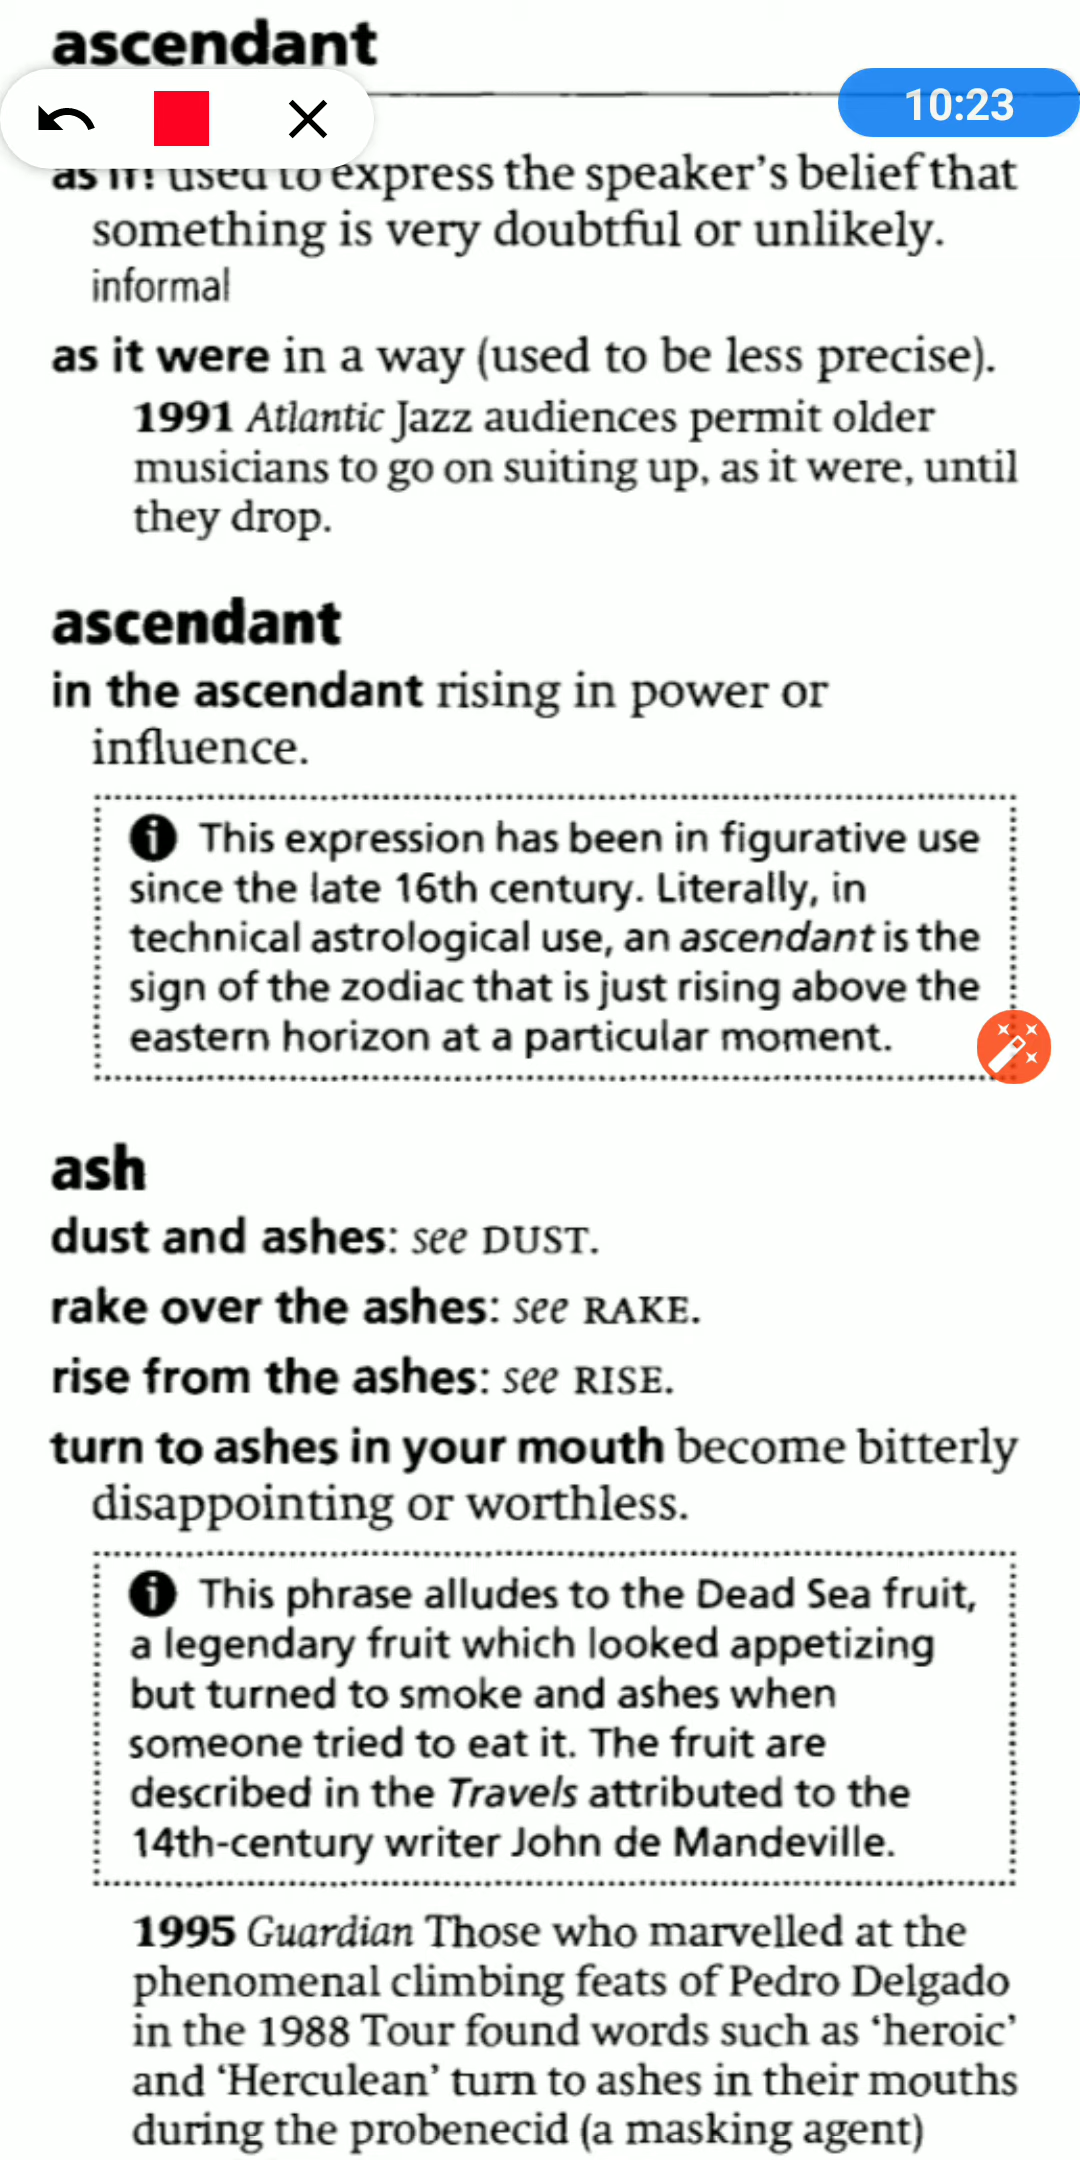 ascendant
10:23
as if! used to express the speaker’s belief that
something is very doubtful or unlikely.
informal
as it were in a way (used to be less precise).
1991 Atlantic Jazz audiences permit older
musicians to go on suiting up, as it were, until
they drop.
ascendant
in the ascendant rising in power or
influence.
This expression has been in figurative use
since the late 16th century. Literally, in
technical astrological use, an ascendant is the
sign of the zodiac that is just rising above the
eastern horizon at a particular moment.
ash
dust and ashes: see DUST.
rake over the ashes: see RAKE.
rise from the ashes: see RISE.
turn to ashes in your mouth become bitterly
disappointing or worthless.
This phrase alludes to the Dead Sea fruit,
a legendary fruit which looked appetizing
but turned to smoke and ashes when
someone tried to eat it. The fruit are
described in the Travels attributed to the
14th-century writer John de Mandeville.
1995 Guardian Those who marvelled at the
phenomenal climbing feats of Pedro Delgado
in the 1988 Tour found words such as ‘heroic’
and ‘Herculean’ turn to ashes in their mouths
during the probenecid (a masking agent)